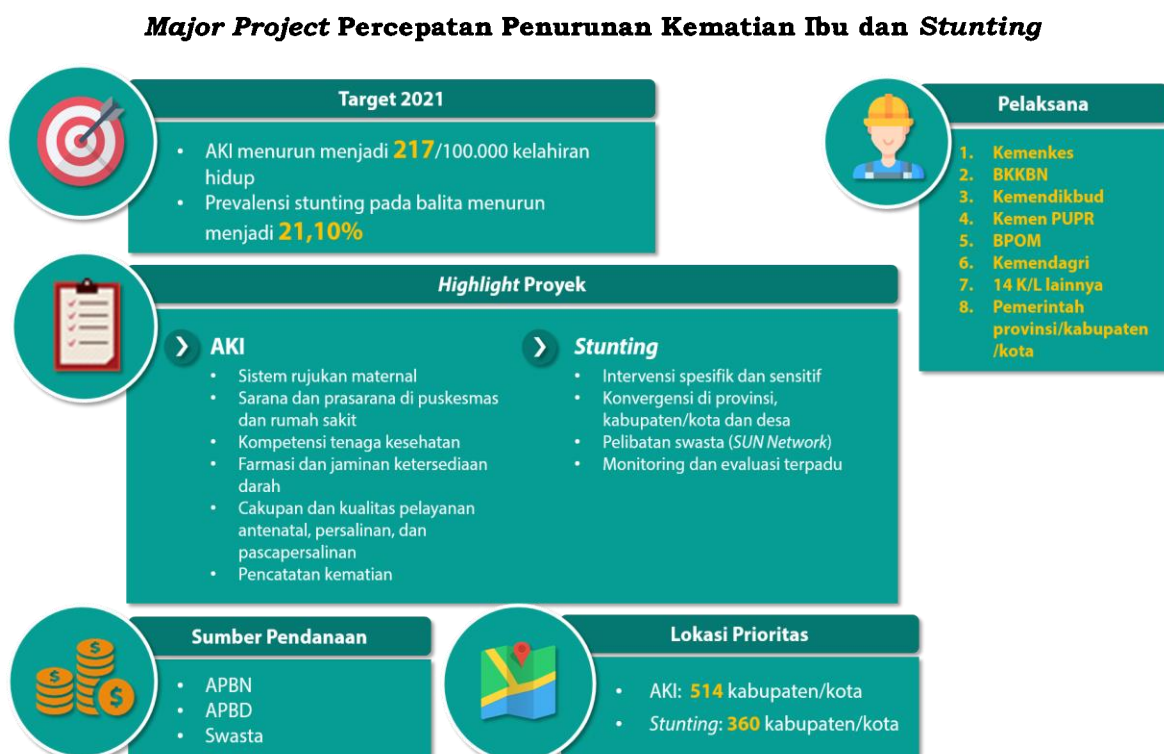 Major Project Percepatan Penurunan Kematian Ibu dan Stunting
Target 2021
• AKI menurun menjadi 217/100.000 kelahiran
hidup
• Prevalensi stunting pada balita menurun
menjadi 21,10%
Pelaksana
1. Kemenkes
2. BKKBN
3. Kemendikbud
4. Kemen PUPR
5. BPOM
6. Kemendagri
7. 14 K/L lainnya
8. Pemerintah
provinsi/kabupaten
/kota
Highlight Proyek
AKI
• Sistem rujukan maternal
• Sarana dan prasarana di puskesmas
dan rumah sakit
• Kompetensi tenaga kesehatan
• Farmasi dan jaminan ketersediaan
darah
• Cakupan dan kualitas pelayanan
antenatal, persalinan, dan
pascapersalinan
• Pencatatan kematian
Stunting
• Intervensi spesifik dan sensitif
• Konvergensi di provinsi,
kabupaten/kota dan desa
• Pelibatan swasta (SUN Network)
• Monitoring dan evaluasi terpadu
Sumber Pendanaan
• APBN
• APBD
• Swasta
Lokasi Prioritas
• AKI: 514 kabupaten/kota
• Stunting: 360 kabupaten/kota